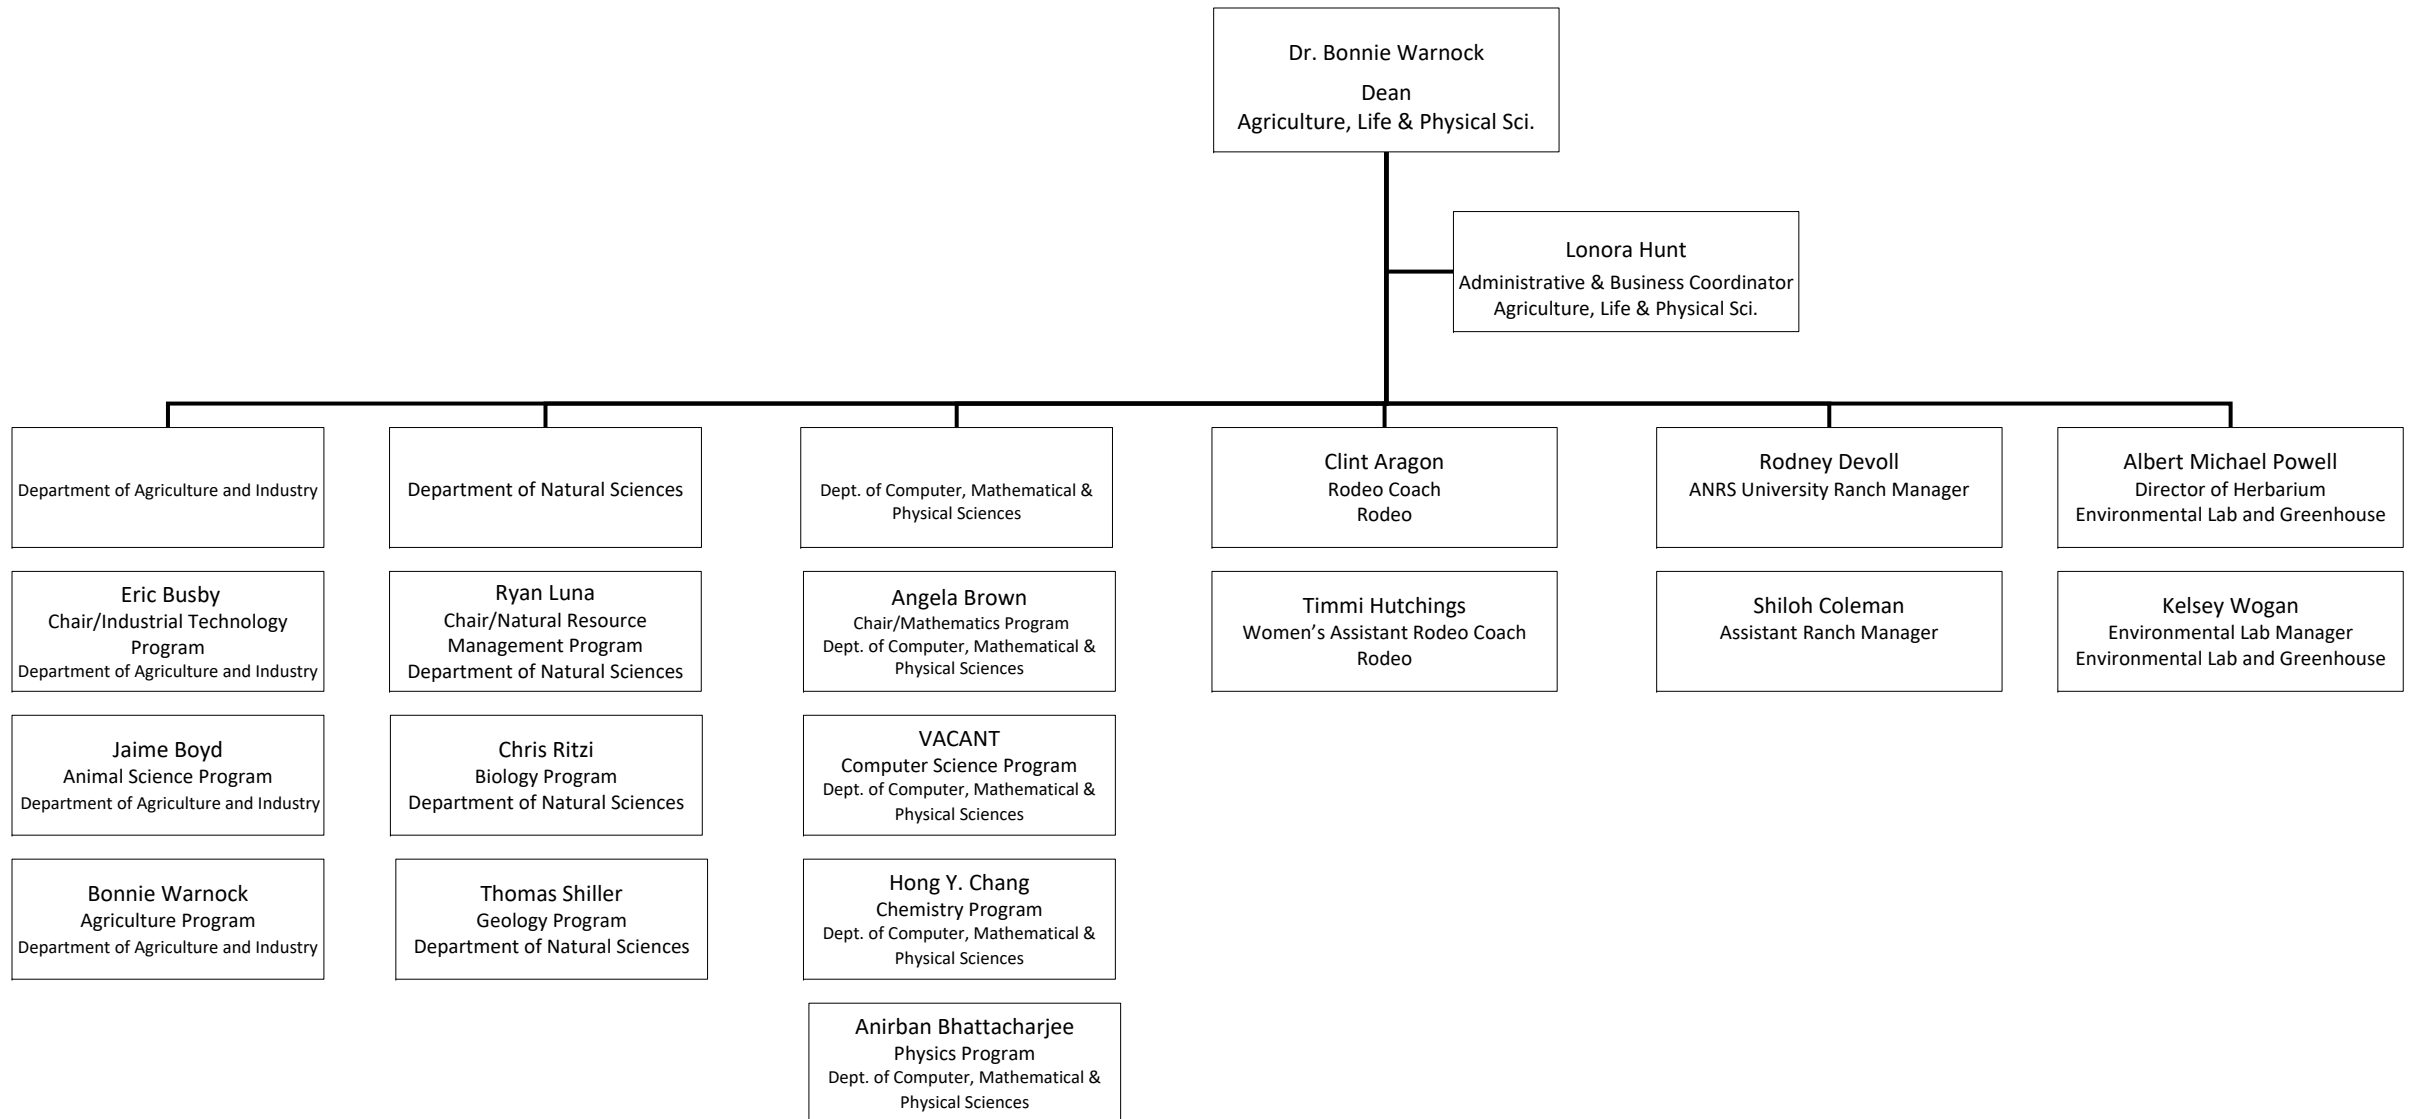 Dr. Bonnie Warnock
Dean
Agriculture, Life & Physical Sci.
Lonora Hunt
Administrative & Business Coordinator
Agriculture, Life & Physical Sci.
Department of Agriculture and Industry
Eric Busby
Chair/Industrial Technology
Program
Department of Agriculture and Industry
Jaime Boyd
Animal Science Program
Department of Agriculture and Industry
Bonnie Warnock
Agriculture Program
Department of Agriculture and Industry
Department of Natural Sciences
Ryan Luna
Chair/Natural Resource
Management Program
Department of Natural Sciences
Chris Ritzi
Biology Program
Department of Natural Sciences
Thomas Shiller
Geology Program
Department of Natural Sciences
Dept. of Computer, Mathematical &
Physical Sciences
Angela Brown
Chair/Mathematics Program
Dept. of Computer, Mathematical &
Physical Sciences
VACANT
Computer Science Program
Dept. of Computer, Mathematical &
Physical Sciences
Hong Y. Chang
Chemistry Program
Dept. of Computer, Mathematical &
Physical Sciences
Anirban Bhattacharjee
Physics Program
Dept. of Computer, Mathematical &
Physical Sciences
Clint Aragon
Rodeo Coach
Rodeo
Timmi Hutchings
Women’s Assistant Rodeo Coach
Rodeo
Rodney Devoll
ANRS University Ranch Manager
Shiloh Coleman
Assistant Ranch Manager
Albert Michael Powell
Director of Herbarium
Environmental Lab and Greenhouse
Kelsey Wogan
Environmental Lab Manager
Environmental Lab and Greenhouse